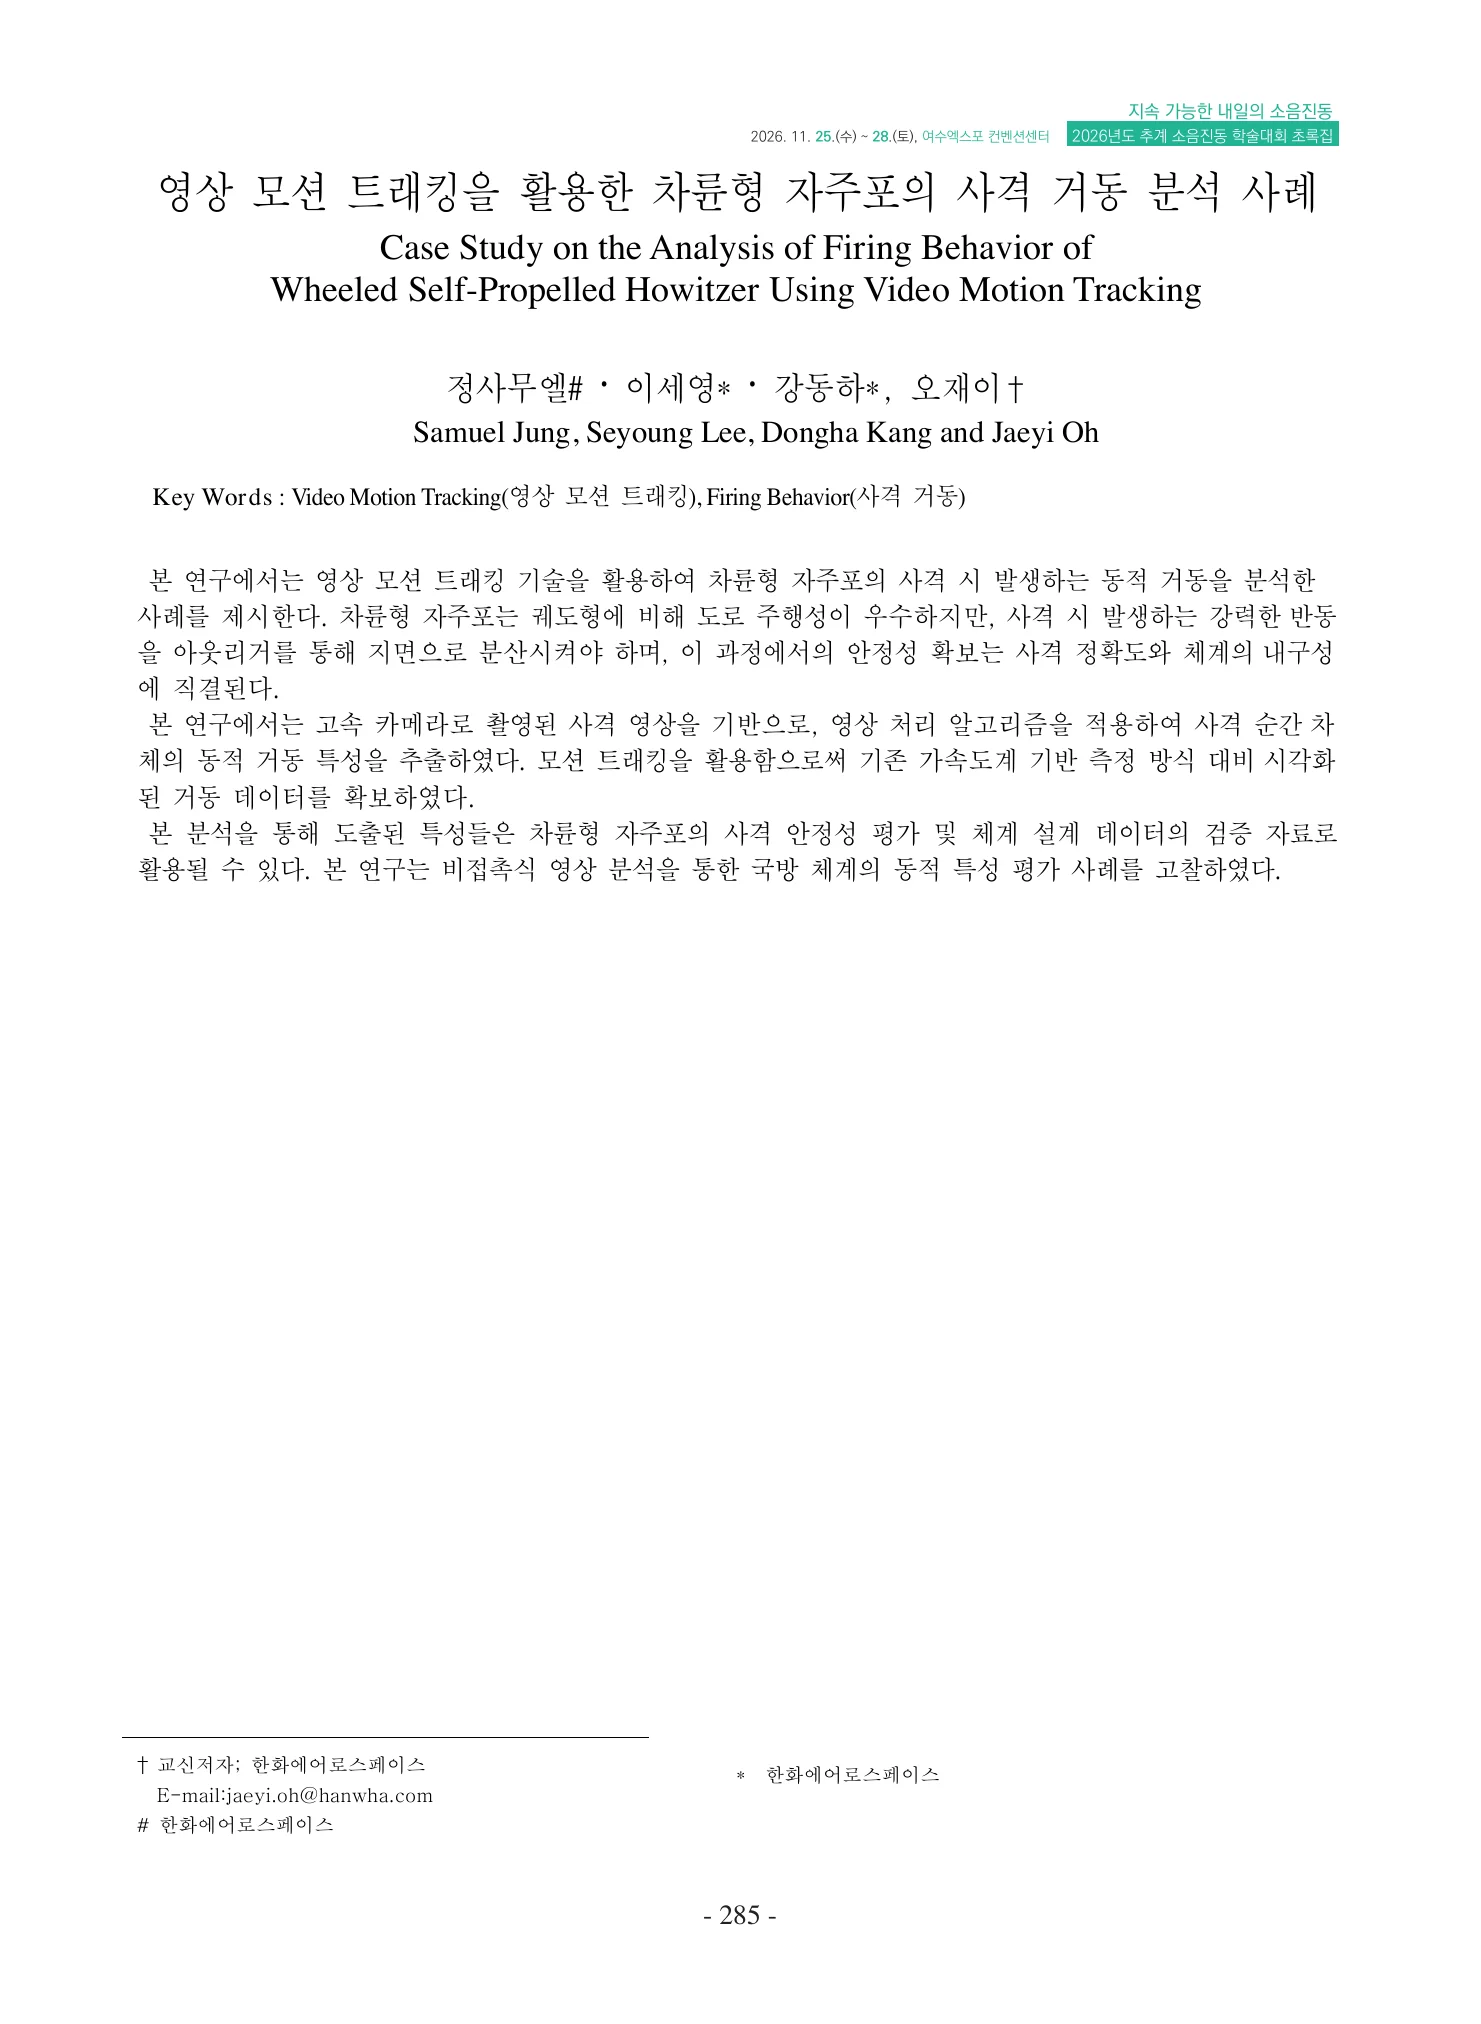 지속 가능한 내일의 소음진동
2026. 11. 25.(수) ~ 28.(토), 여수엑스포 컨벤션센터 2026년도 추계 소음진동 학술대회 초록집
영상 모션 트래킹을 활용한 차륜형 자주포의 사격 거동 분석 사례
Case Study on the Analysis of Firing Behavior of
Wheeled Self-Propelled Howitzer Using Video Motion Tracking
정사무엘# · 이세영* · 강동하*, 오재이†
Samuel Jung, Seyoung Lee, Dongha Kang and Jaeyi Oh
Key Words : Video Motion Tracking(영상 모션 트래킹), Firing Behavior(사격 거동)
본 연구에서는 영상 모션 트래킹 기술을 활용하여 차륜형 자주포의 사격 시 발생하는 동적 거동을 분석한
사례를 제시한다. 차륜형 자주포는 궤도형에 비해 도로 주행성이 우수하지만, 사격 시 발생하는 강력한 반동
을 아웃리거를 통해 지면으로 분산시켜야 하며, 이 과정에서의 안정성 확보는 사격 정확도와 체계의 내구성
에 직결된다.
본 연구에서는 고속 카메라로 촬영된 사격 영상을 기반으로, 영상 처리 알고리즘을 적용하여 사격 순간 차
체의 동적 거동 특성을 추출하였다. 모션 트래킹을 활용함으로써 기존 가속도계 기반 측정 방식 대비 시각화
된 거동 데이터를 확보하였다.
본 분석을 통해 도출된 특성들은 차륜형 자주포의 사격 안정성 평가 및 체계 설계 데이터의 검증 자료로
활용될 수 있다. 본 연구는 비접촉식 영상 분석을 통한 국방 체계의 동적 특성 평가 사례를 고찰하였다.
† 교신저자; 한화에어로스페이스
E-mail:jaeyi.oh@hanwha.com
# 한화에어로스페이스
* 한화에어로스페이스
- 285 -